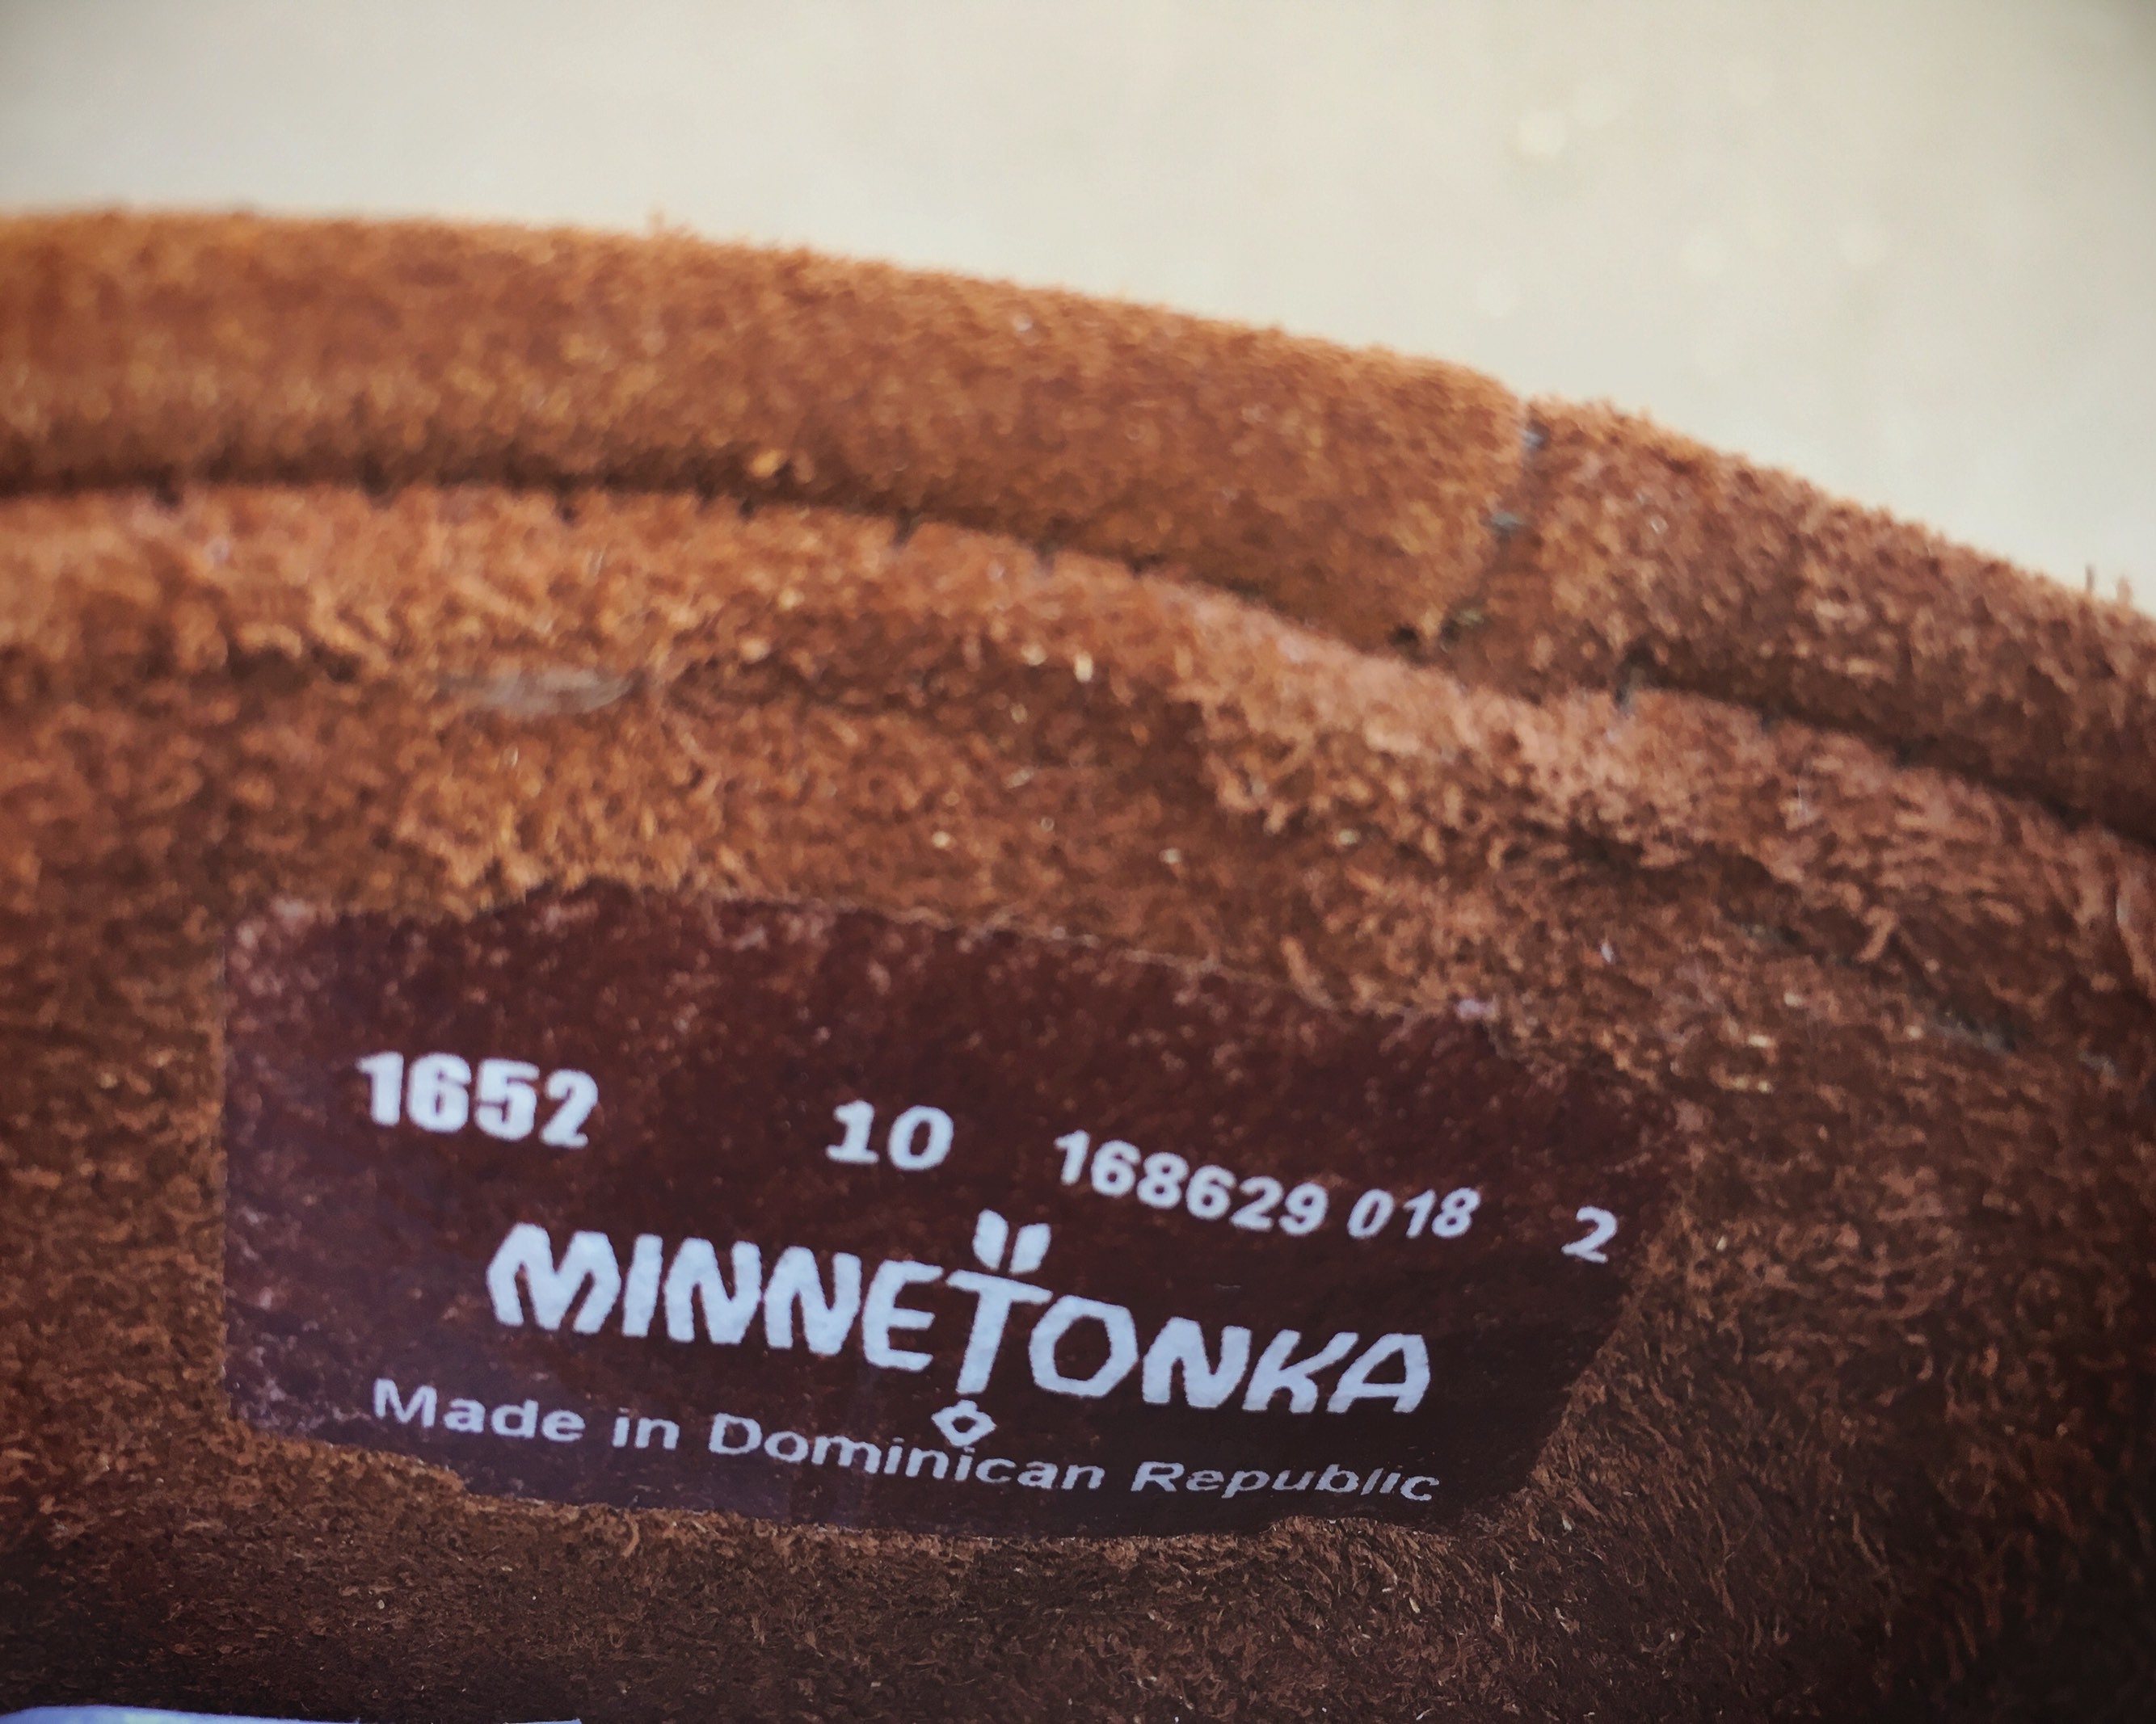 1652 10 168629 018 2
MINNETONKA
Made in Dominican Republic